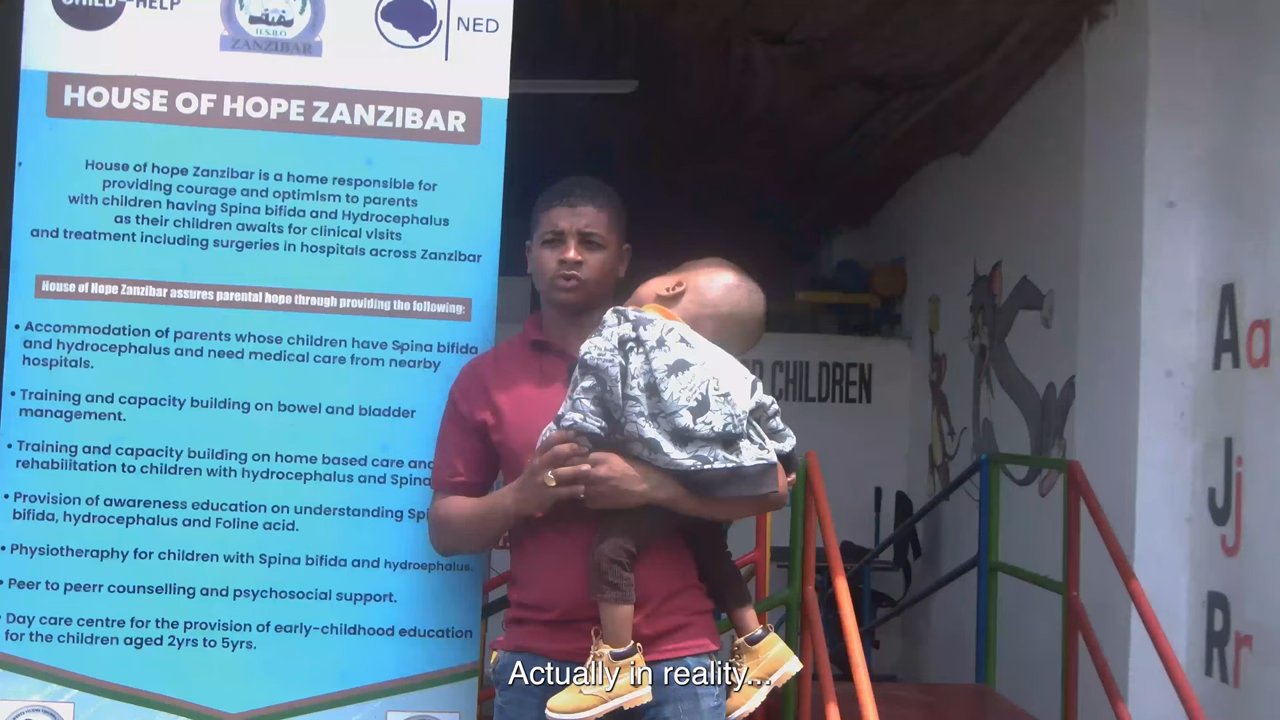 CHILD-HELP
H.S.B.O
ZANZIBAR
NED
HOUSE OF HOPE ZANZIBAR
House of hope Zanzibar is a home responsible for
providing courage and optimism to parents
with children having Spina bifida and Hydrocephalus
as their children awaits for clinical visits
and treatment including surgeries in hospitals across Zanzibar
House of Hope Zanzibar assures parental hope through providing the following:
• Accommodation of parents whose children have Spina bifida
and hydrocephalus and need medical care from nearby
hospitals.
• Training and capacity building on bowel and bladder
management.
• Training and capacity building on home based care and
rehabilitation to children with hydrocephalus and Spina
• Provision of awareness education on understanding Spi
bifida, hydrocephalus and Foline acid.
• Physiotheraphy for children with Spina bifida and hydroephalus.
• Peer to peerr counselling and psychosocial support.
• Day care centre for the provision of early-childhood education
for the children aged 2yrs to 5yrs.
CHILDREN
A a
J j
R r
Actually in reality...